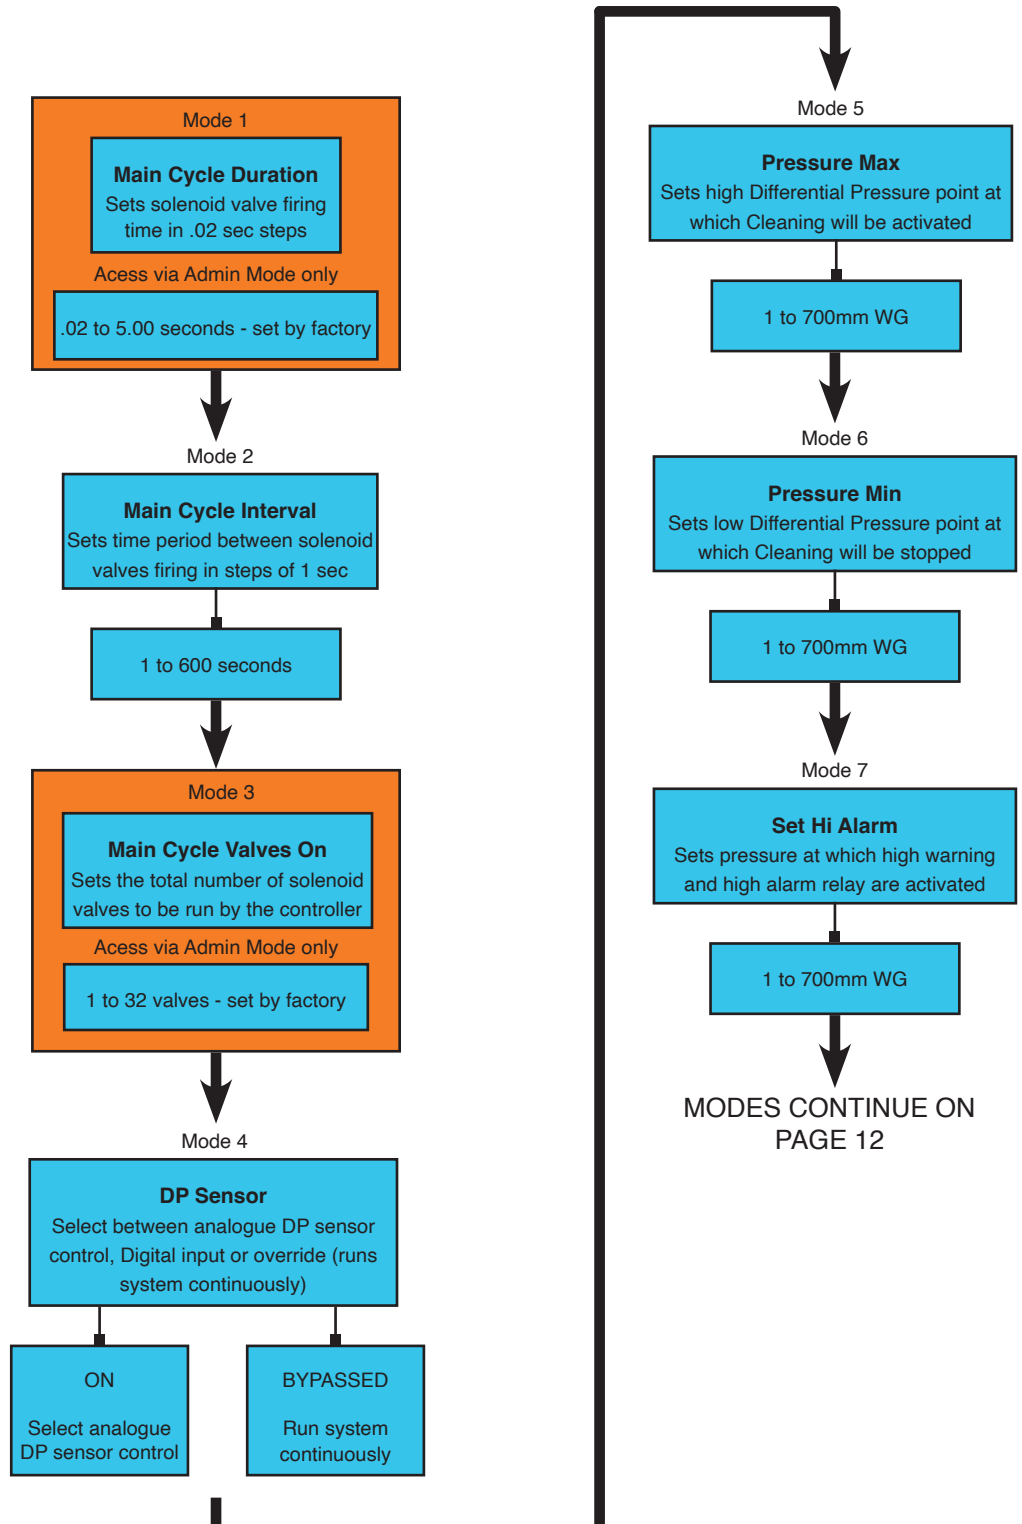 Mode 1
Main Cycle Duration
Sets solenoid valve firing
time in .02 sec steps
Acess via Admin Mode only
.02 to 5.00 seconds - set by factory
Mode 2
Main Cycle Interval
Sets time period between solenoid
valves firing in steps of 1 sec
1 to 600 seconds
Mode 3
Main Cycle Valves On
Sets the total number of solenoid
valves to be run by the controller
Acess via Admin Mode only
1 to 32 valves - set by factory
Mode 4
DP Sensor
Select between analogue DP sensor
control, Digital input or override (runs
system continuously)
ON
Select analogue
DP sensor control
BYPASSED
Run system
continuously
Mode 5
Pressure Max
Sets high Differential Pressure point at
which Cleaning will be activated
1 to 700mm WG
Mode 6
Pressure Min
Sets low Differential Pressure point at
which Cleaning will be stopped
1 to 700mm WG
Mode 7
Set Hi Alarm
Sets pressure at which high warning
and high alarm relay are activated
1 to 700mm WG
MODES CONTINUE ON
PAGE 12